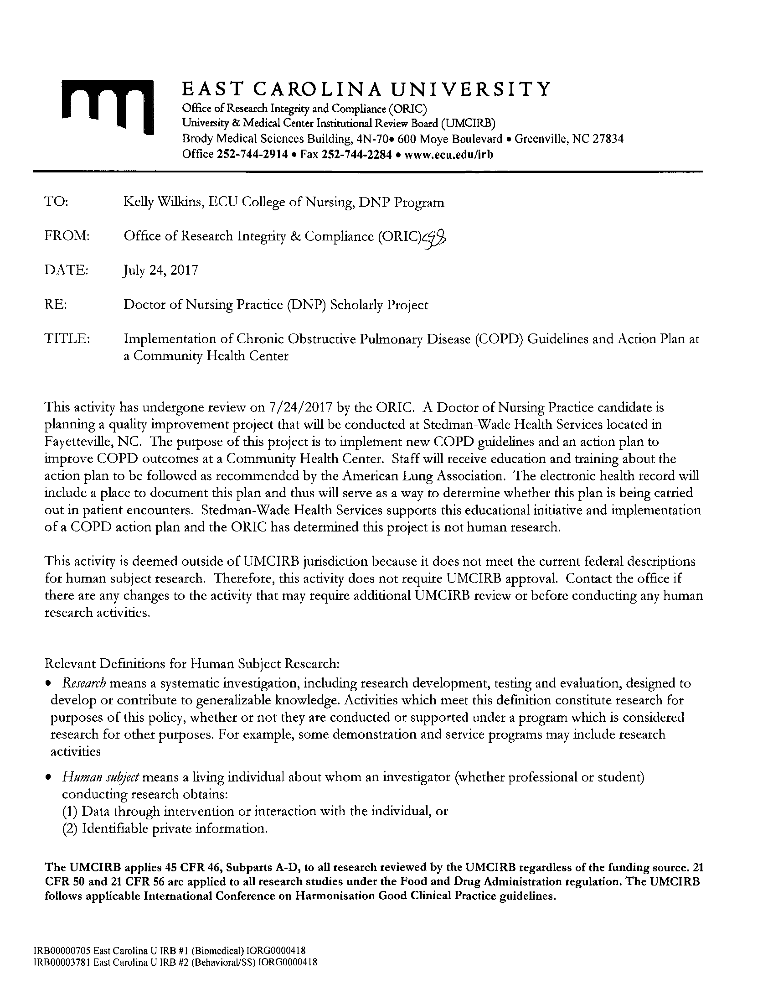 EAST CAROLINA UNIVERSITY
Office of Research Integrity and Compliance (ORIC)
University & Medical Center Institutional Review Board (UMCIRB)
Brody Medical Sciences Building, 4N-70• 600 Moye Boulevard • Greenville, NC 27834
Office 252-744-2914 • Fax 252-744-2284 • www.ecu.edu/irb
TO: Kelly Wilkins, ECU College of Nursing, DNP Program
FROM: Office of Research Integrity & Compliance (ORIC)
DATE: July 24, 2017
RE: Doctor of Nursing Practice (DNP) Scholarly Project
TITLE: Implementation of Chronic Obstructive Pulmonary Disease (COPD) Guidelines and Action Plan at
a Community Health Center
This activity has undergone review on 7/24/2017 by the ORIC. A Doctor of Nursing Practice candidate is
planning a quality improvement project that will be conducted at Stedman-Wade Health Services located in
Fayetteville, NC. The purpose of this project is to implement new COPD guidelines and an action plan to
improve COPD outcomes at a Community Health Center. Staff will receive education and training about the
action plan to be followed as recommended by the American Lung Association. The electronic health record will
include a place to document this plan and thus will serve as a way to determine whether this plan is being carried
out in patient encounters. Stedman-Wade Health Services supports this educational initiative and implementation
of a COPD action plan and the ORIC has determined this project is not human research.
This activity is deemed outside of UMCIRB jurisdiction because it does not meet the current federal descriptions
for human subject research. Therefore, this activity does not require UMCIRB approval. Contact the office if
there are any changes to the activity that may require additional UMCIRB review or before conducting any human
research activities.
Relevant Definitions for Human Subject Research:
• Research means a systematic investigation, including research development, testing and evaluation, designed to
develop or contribute to generalizable knowledge. Activities which meet this definition constitute research for
purposes of this policy, whether or not they are conducted or supported under a program which is considered
research for other purposes. For example, some demonstration and service programs may include research
activities
• Human subject means a living individual about whom an investigator (whether professional or student)
conducting research obtains:
(1) Data through intervention or interaction with the individual, or
(2) Identifiable private information.
The UMCIRB applies 45 CFR 46, Subparts A-D, to all research reviewed by the UMCIRB regardless of the funding source. 21
CFR 50 and 21 CFR 56 are applied to all research studies under the Food and Drug Administration regulation. The UMCIRB
follows applicable International Conference on Harmonisation Good Clinical Practice guidelines.
IRB00000705 East Carolina U IRB #1 (Biomedical) IORG0000418
IRB00003781 East Carolina U IRB #2 (Behavioral/SS) IORG0000418